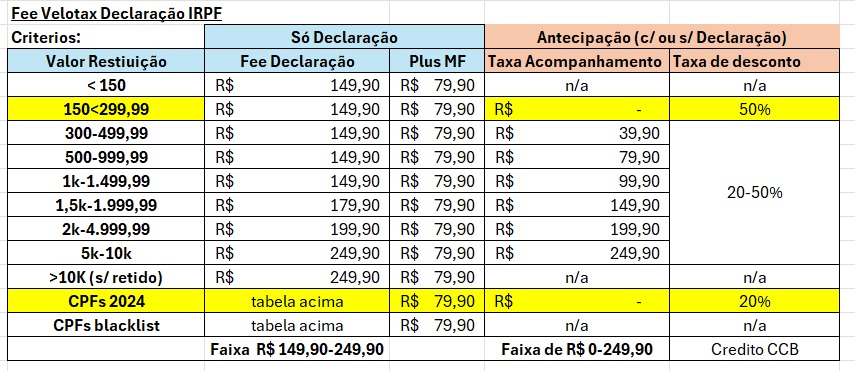 Fee Velotax Declaração IRPF
Criterios: Só Declaração Antecipação (c/ ou s/ Declaração)
Valor Restiuição Fee Declaração Plus MF Taxa Acompanhamento Taxa de desconto
< 150 R$ 149,90 R$ 79,90 n/a n/a
150<299,99 R$ 149,90 R$ 79,90 R$ - 50%
300-499,99 R$ 149,90 R$ 79,90 R$ 39,90
500-999,99 R$ 149,90 R$ 79,90 R$ 79,90
1k-1.499,99 R$ 149,90 R$ 79,90 R$ 99,90
20-50%
1,5k-1.999,99 R$ 179,90 R$ 79,90 R$ 149,90
2k-4.999,99 R$ 199,90 R$ 79,90 R$ 199,90
5k-10k R$ 249,90 R$ 79,90 R$ 249,90
>10K (s/ retido) R$ 249,90 R$ 79,90 n/a n/a
CPFs 2024 tabela acima R$ 79,90 R$ - 20%
CPFs blacklist tabela acima R$ 79,90 n/a n/a
Faixa R$ 149,90-249,90 Faixa de R$ 0-249,90 Credito CCB